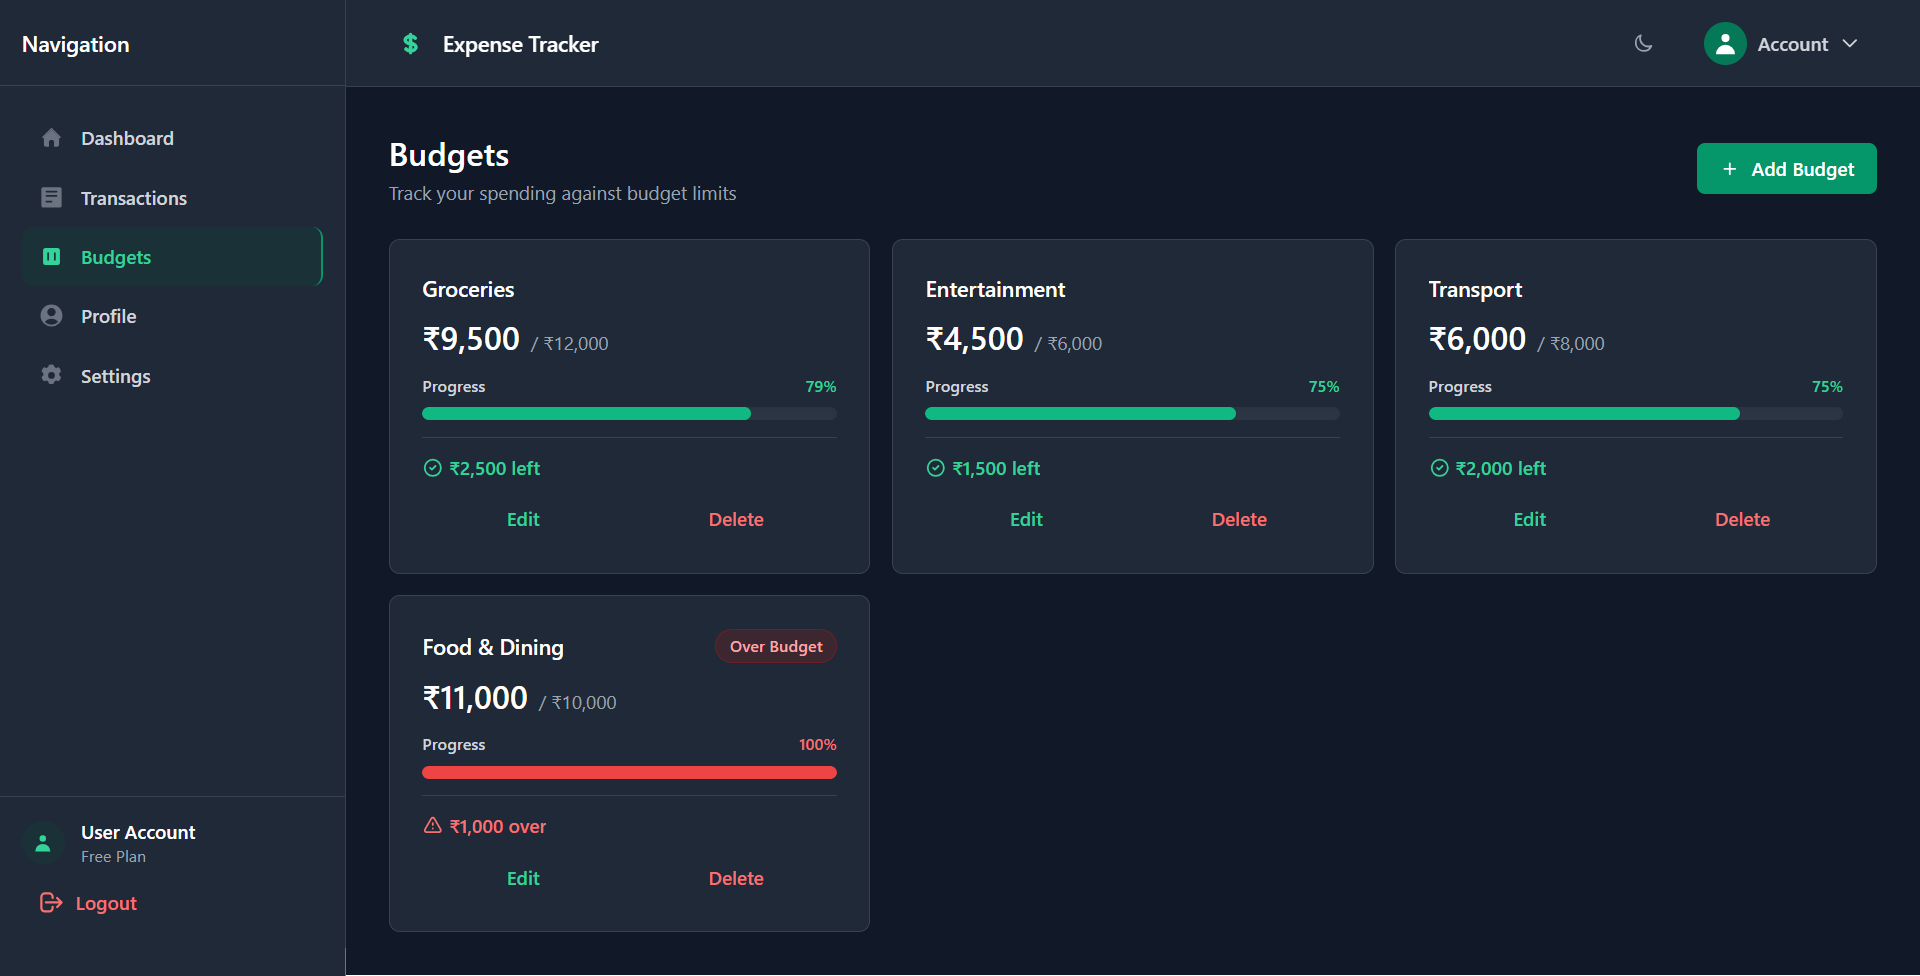 Navigation
Expense Tracker
Account
Dashboard
Transactions
Budgets
Profile
Settings
User Account
Free Plan
Logout
Budgets
Track your spending against budget limits
+ Add Budget
Groceries
₹9,500 / ₹12,000
Progress 79%
₹2,500 left
Edit Delete
Entertainment
₹4,500 / ₹6,000
Progress 75%
₹1,500 left
Edit Delete
Transport
₹6,000 / ₹8,000
Progress 75%
₹2,000 left
Edit Delete
Food & Dining Over Budget
₹11,000 / ₹10,000
Progress 100%
₹1,000 over
Edit Delete